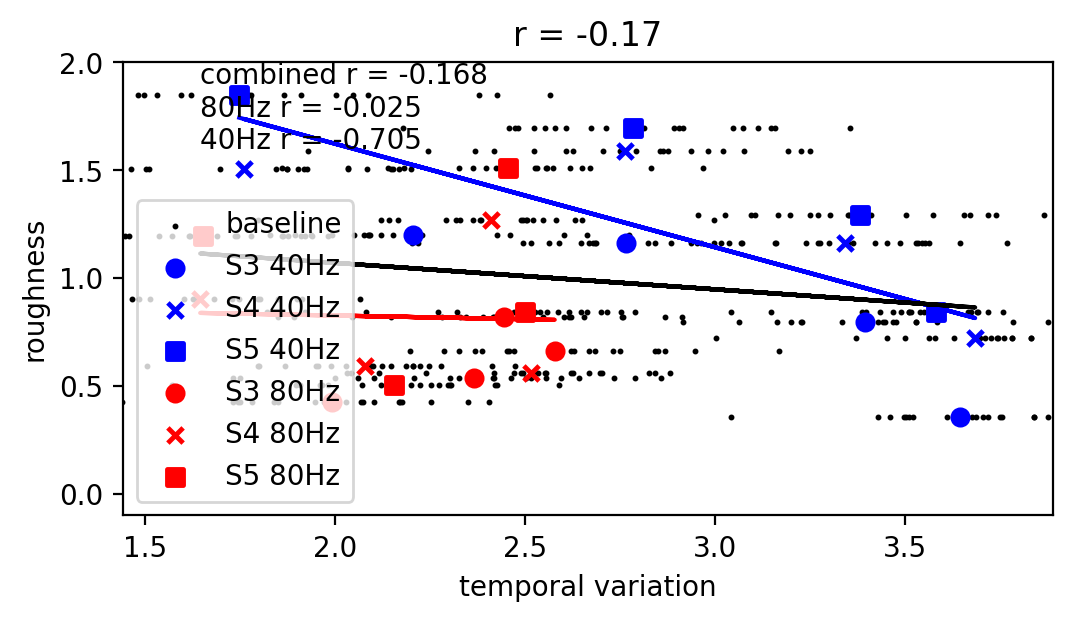 r = -0.17
combined r = -0.168
80Hz r = -0.025
40Hz r = -0.705
roughness
2.0
1.5
1.0
0.5
0.0
baseline
S3 40Hz
S4 40Hz
S5 40Hz
S3 80Hz
S4 80Hz
S5 80Hz
1.5 2.0 2.5 3.0 3.5
temporal variation